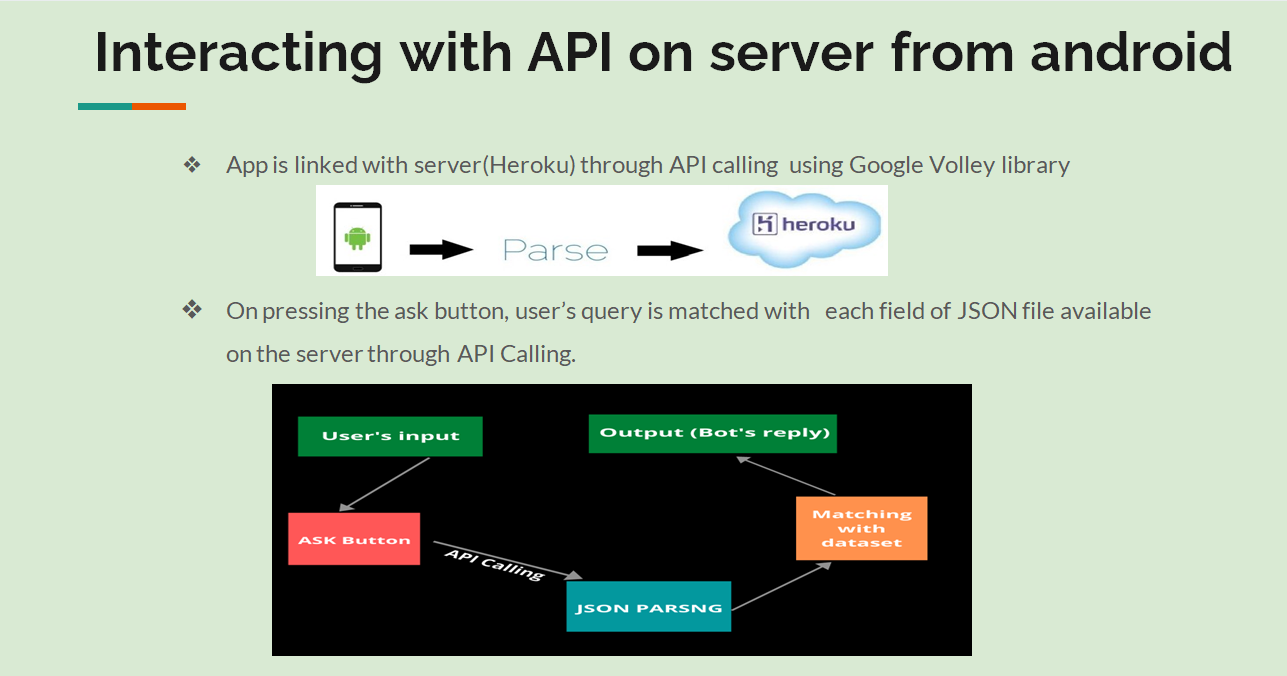 Interacting with API on server from android
❖ App is linked with server(Heroku) through API calling using Google Volley library
Parse
heroku
❖ On pressing the ask button, user's query is matched with each field of JSON file available
on the server through API Calling.
User's input
Output (Bot's reply)
ASK Button
API Calling
Matching
with
dataset
JSON PARSNG